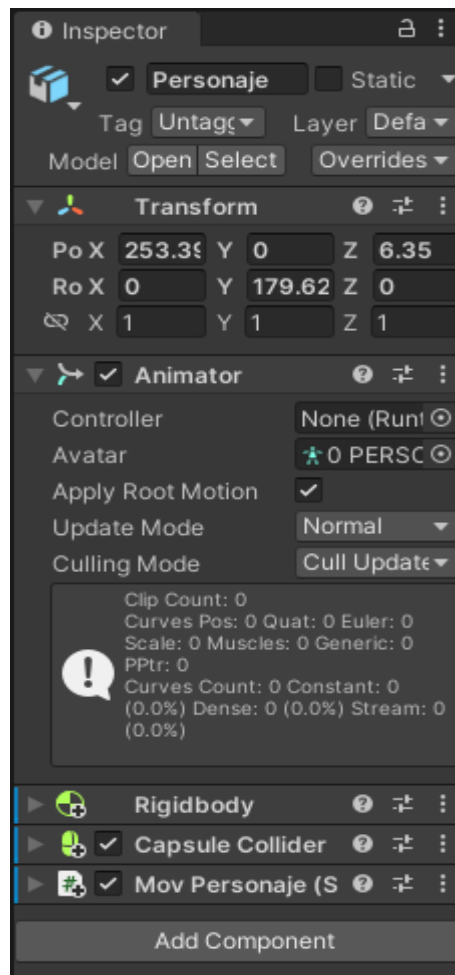 Inspector
Personaje Static
Tag Untagg Layer Defa
Model Open Select Overrides
Transform
Po X 253.39 Y 0 Z 6.35
Ro X 0 Y 179.62 Z 0
X 1 Y 1 Z 1
Animator
Controller None (Runt
Avatar 0 PERSC
Apply Root Motion
Update Mode Normal
Culling Mode Cull Update
Clip Count: 0
Curves Pos: 0 Quat: 0 Euler: 0
Scale: 0 Muscles: 0 Generic: 0
PPtr: 0
Curves Count: 0 Constant: 0
(0.0%) Dense: 0 (0.0%) Stream: 0
(0.0%)
Rigidbody
Capsule Collider
Mov Personaje (S
Add Component